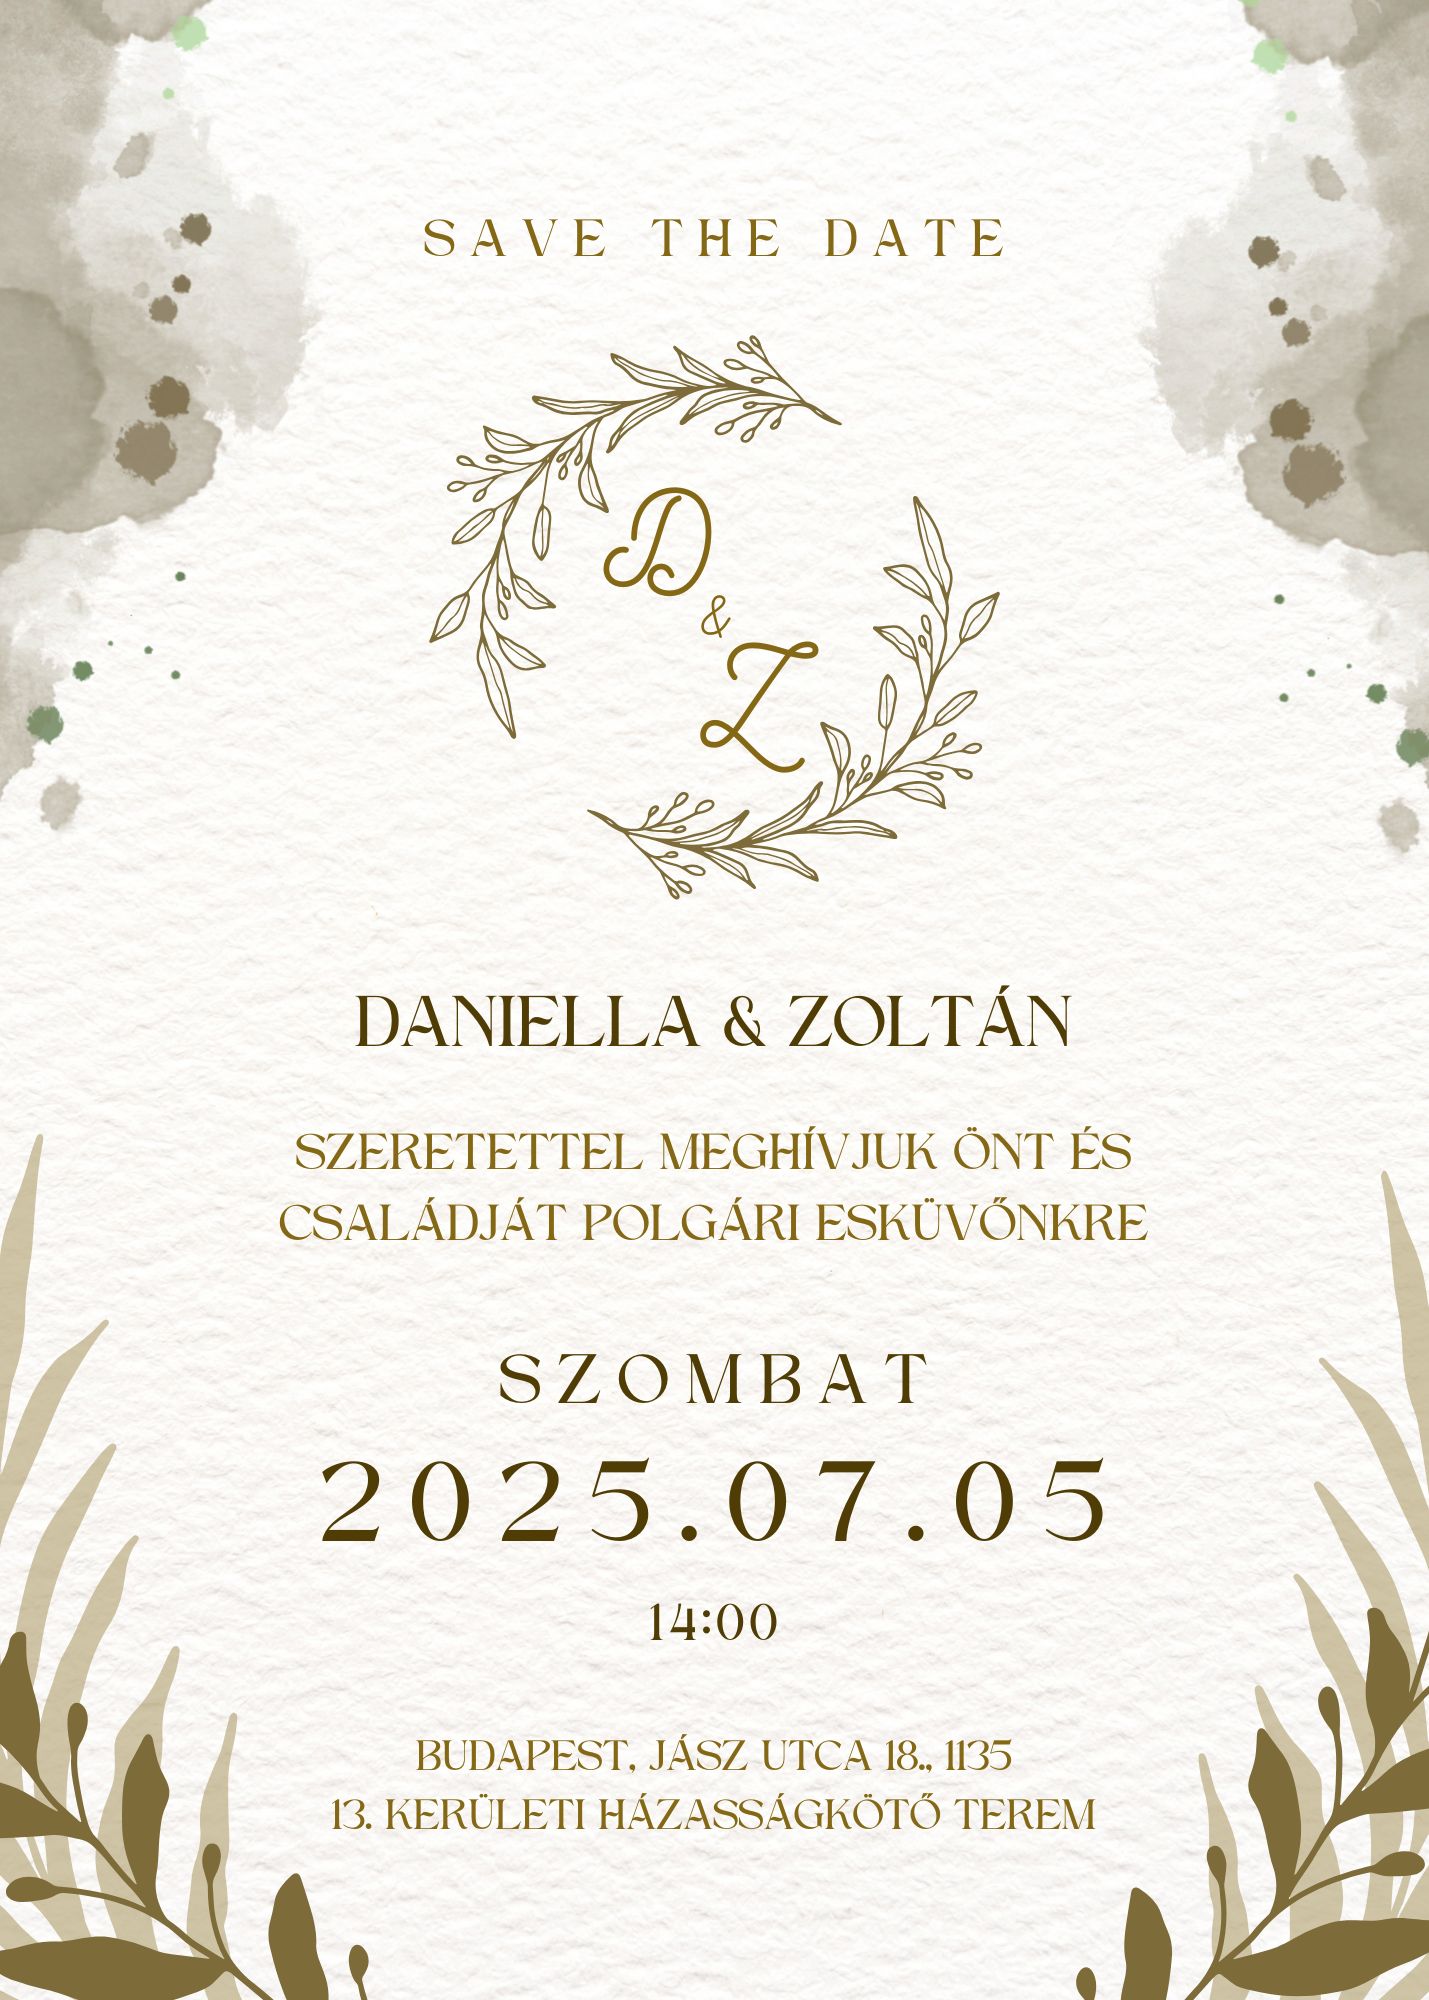 SAVE THE DATE
D
&
Z
DANIELLA & ZOLTÁN
SZERETETTEL MEGHÍVJUK ÖNT ÉS
CSALÁDJÁT POLGÁRI ESKÜVŐNKRE
SZOMBAT
2025.07.05
14:00
BUDAPEST, JÁSZ UTCA 18., 1135
13. KERÜLETI HÁZASSÁGKÖTŐ TEREM